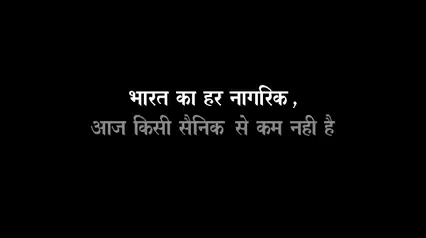 भारत का हर नागरिक,
आज किसी सैनिक से कम नही है